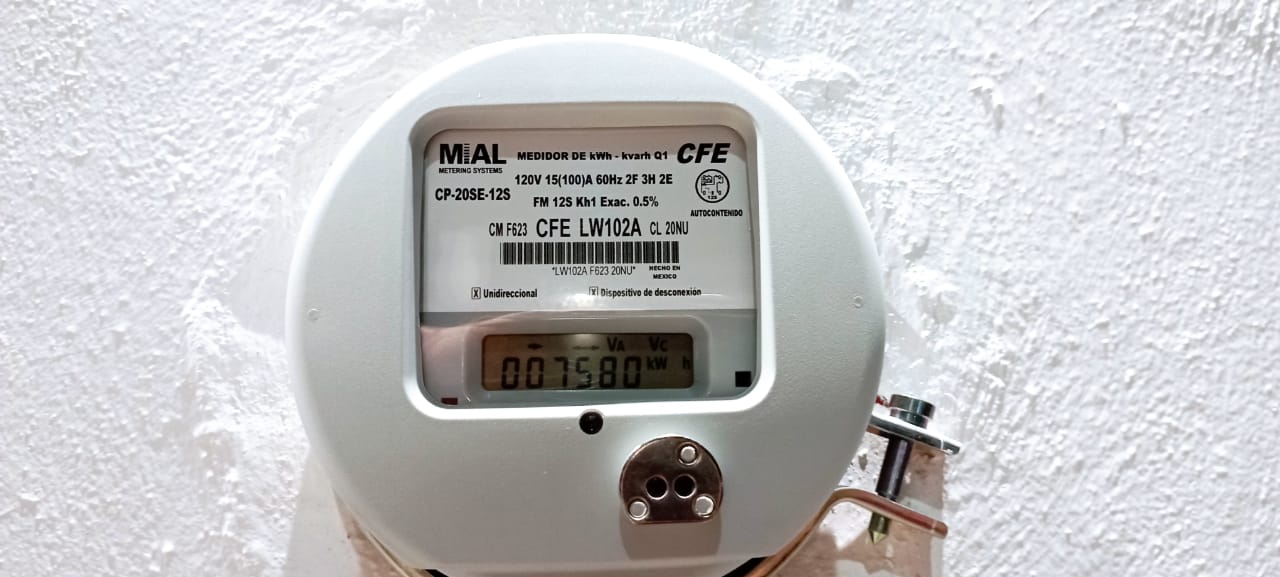 MIAL
METERING SYSTEMS
MEDIDOR DE kWh - kvarh Q1
CFE
120V 15(100)A 60Hz 2F 3H 2E
CP-20SE-12S
FM 12S Kh1 Exac. 0.5%
12S
AUTOCONTENIDO
CM F623 CFE LW102A CL 20NU
*LW102A F623 20NU*
HECHO EN
MEXICO
X Unidireccional
X Dispositivo de desconexión
VA VC
007580 kW h